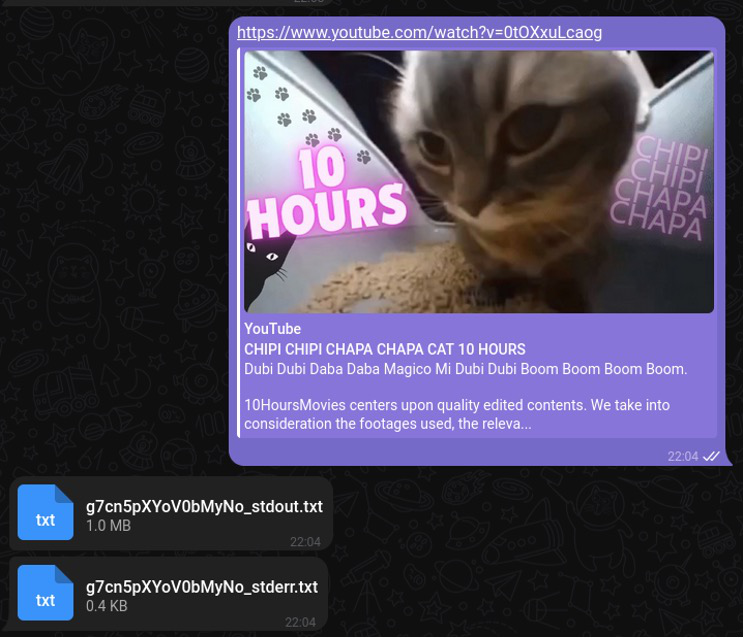 https://www.youtube.com/watch?v=0tOXxuLcaog
10
HOURS
CHIPI
CHIPI
CHAPA
CHAPA
YouTube
CHIPI CHIPI CHAPA CHAPA CAT 10 HOURS
Dubi Dubi Daba Daba Magico Mi Dubi Dubi Boom Boom Boom Boom.
10HoursMovies centers upon quality edited contents. We take into
consideration the footages used, the releva...
22:04
txt
g7cn5pXYoV0bMyNo_stdout.txt
1.0 MB
22:04
txt
g7cn5pXYoV0bMyNo_stderr.txt
0.4 KB
22:04